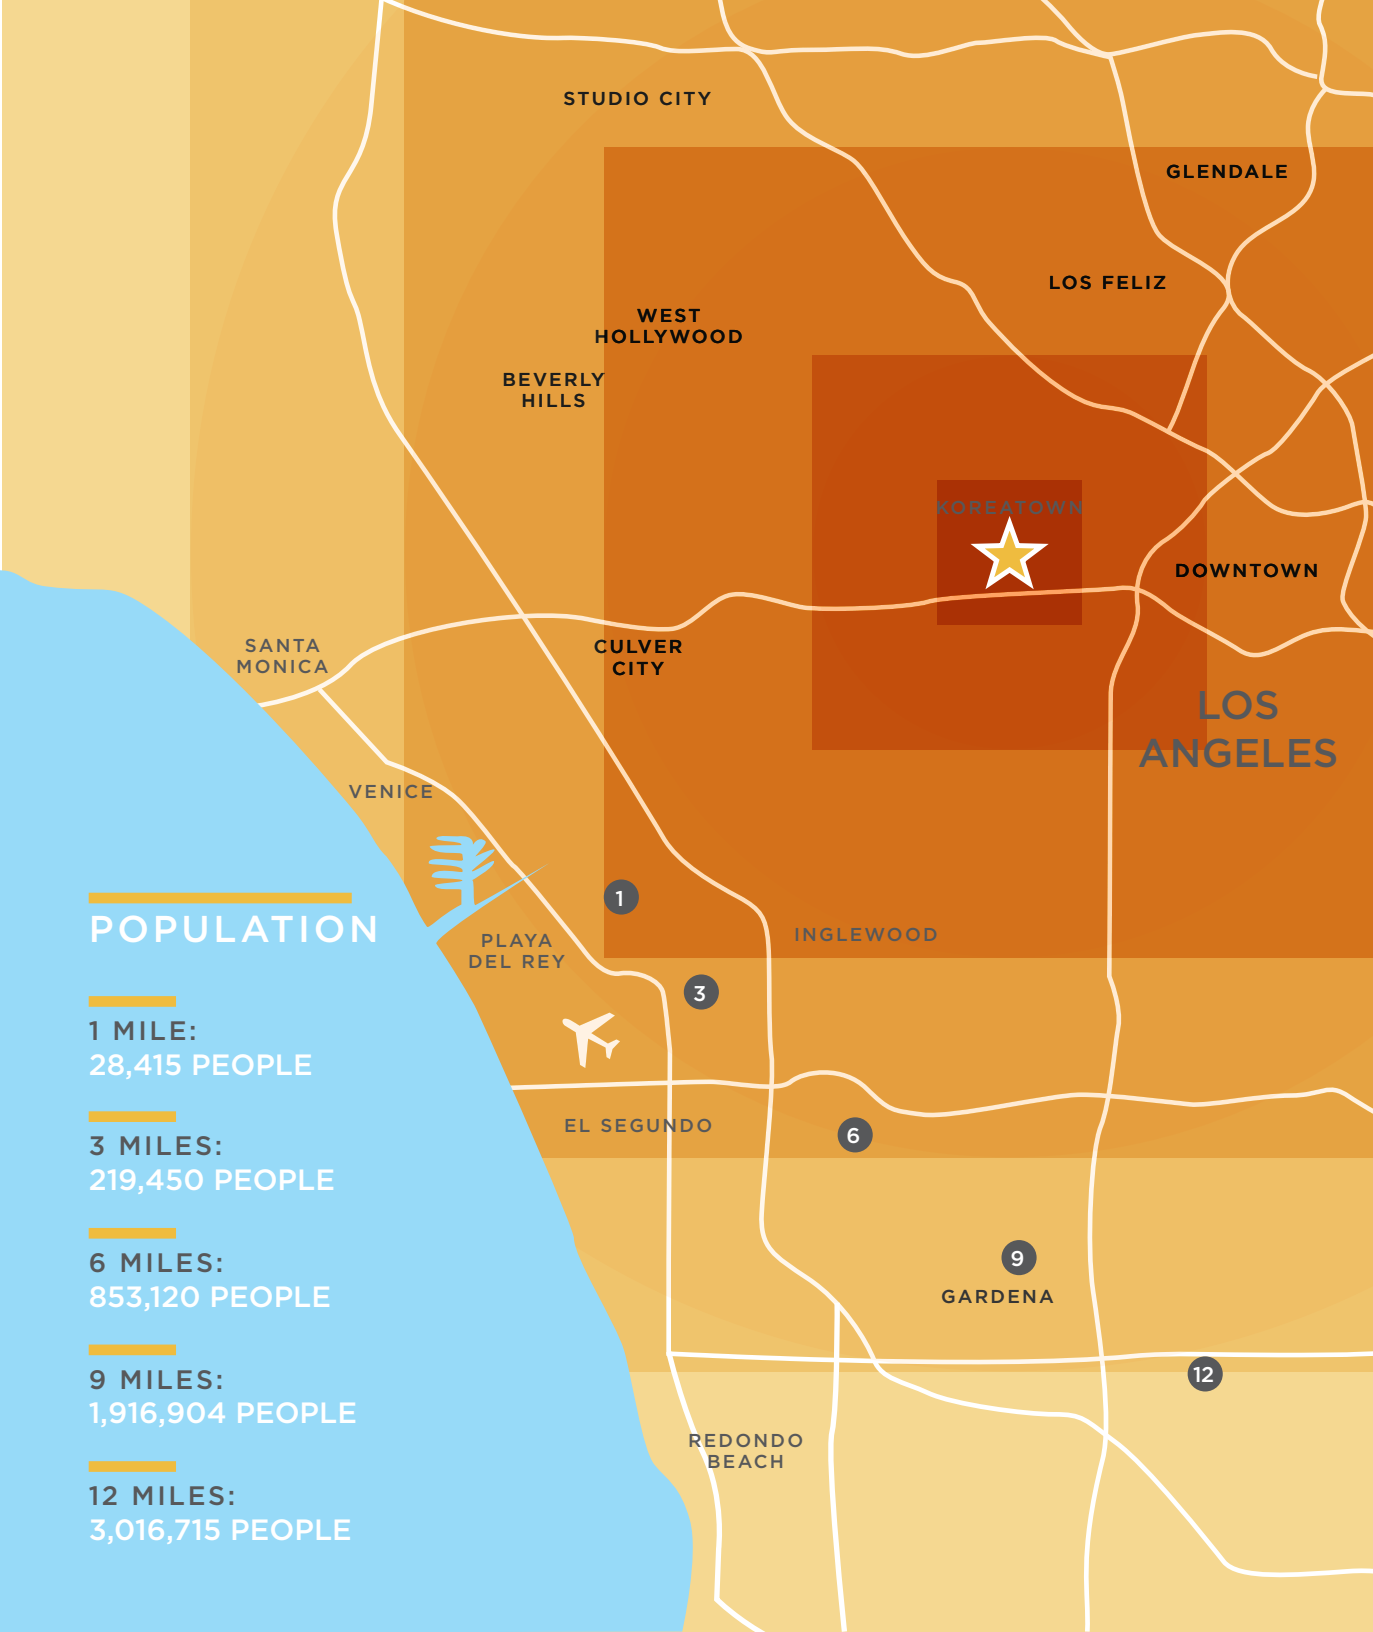 STUDIO CITY
GLENDALE
LOS FELIZ
WEST
HOLLYWOOD
BEVERLY
HILLS
KOREATOWN
DOWNTOWN
SANTA
MONICA
CULVER
CITY
LOS
ANGELES
VENICE
1
INGLEWOOD
PLAYA
DEL REY
3
EL SEGUNDO
6
9
GARDENA
12
REDONDO
BEACH
POPULATION
1 MILE:
28,415 PEOPLE
3 MILES:
219,450 PEOPLE
6 MILES:
853,120 PEOPLE
9 MILES:
1,916,904 PEOPLE
12 MILES:
3,016,715 PEOPLE